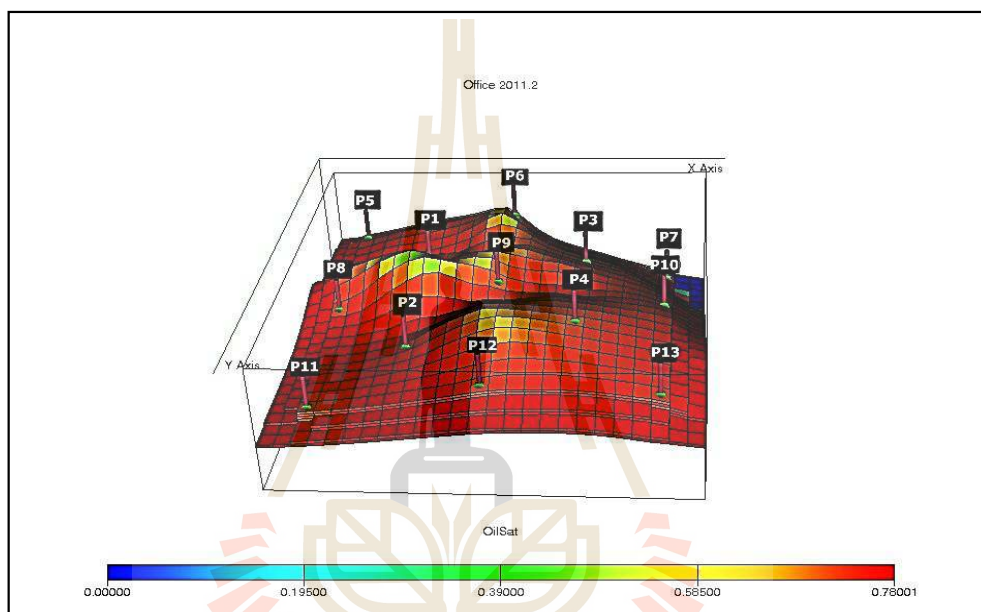 Office 2011.2
X Axis
P6
P5
P1
P3
P9
P7
P10
P8
P4
P2
P12
P13
Y Axis
P11
OilSat
0.00000 0.19500 0.39000 0.58500 0.78001